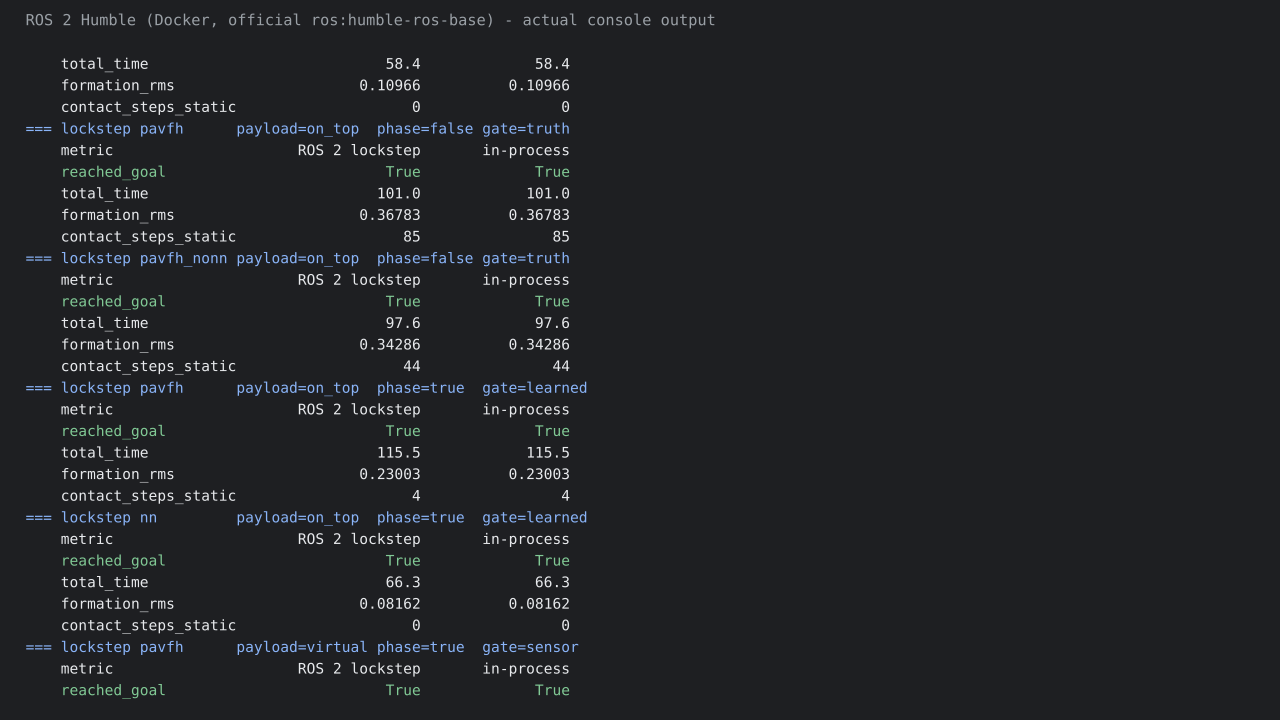 ROS 2 Humble (Docker, official ros:humble-ros-base) - actual console output
total_time 58.4 58.4
formation_rms 0.10966 0.10966
contact_steps_static 0 0
=== lockstep pavfh payload=on_top phase=false gate=truth
metric ROS 2 lockstep in-process
reached_goal True True
total_time 101.0 101.0
formation_rms 0.36783 0.36783
contact_steps_static 85 85
=== lockstep pavfh_nonn payload=on_top phase=false gate=truth
metric ROS 2 lockstep in-process
reached_goal True True
total_time 97.6 97.6
formation_rms 0.34286 0.34286
contact_steps_static 44 44
=== lockstep pavfh payload=on_top phase=true gate=learned
metric ROS 2 lockstep in-process
reached_goal True True
total_time 115.5 115.5
formation_rms 0.23003 0.23003
contact_steps_static 4 4
=== lockstep nn payload=on_top phase=true gate=learned
metric ROS 2 lockstep in-process
reached_goal True True
total_time 66.3 66.3
formation_rms 0.08162 0.08162
contact_steps_static 0 0
=== lockstep pavfh payload=virtual phase=true gate=sensor
metric ROS 2 lockstep in-process
reached_goal True True